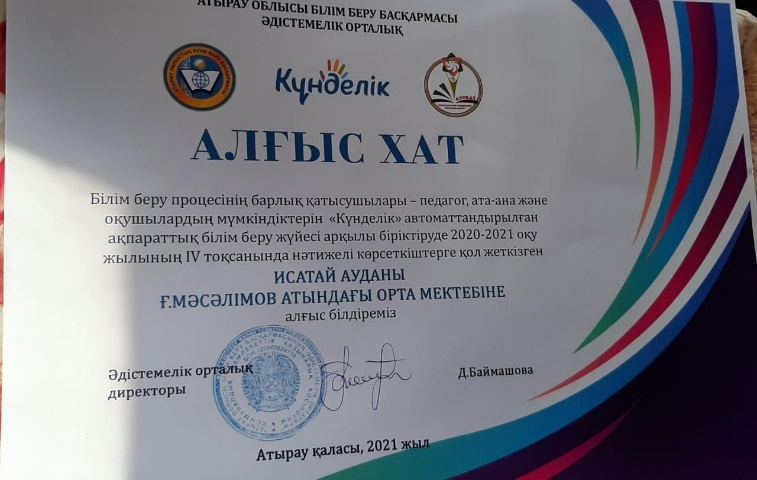 АТЫРАУ ОБЛЫСЫ БІЛІМ БЕРУ БАСҚАРМАСЫ
ӘДІСТЕМЕЛІК ОРТАЛЫҚ
Күнделік
АЛҒЫС ХАТ
Білім беру процесінің барлық қатысушылары – педагог, ата-ана және
оқушылардың мүмкіндіктерін «Күнделік» автоматтандырылған
ақпараттық білім беру жүйесі арқылы біріктіруде 2020-2021 оқу
жылының IV тоқсанында нәтижелі көрсеткіштерге қол жеткізген
ИСАТАЙ АУДАНЫ
Ғ.МӘСӘЛІМОВ АТЫНДАҒЫ ОРТА МЕКТЕБІНЕ
алғыс білдіреміз
Әдістемелік орталық
директоры
Д.Баймашова
Атырау қаласы, 2021 жыл